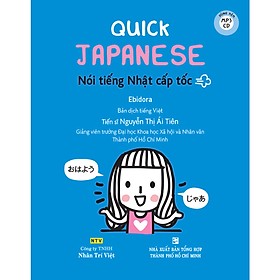 MP3
CD
QUICK
JAPANESE
Nói tiếng Nhật cấp tốc
Ebidora
Bản dịch tiếng Việt
Tiến sĩ Nguyễn Thị Ái Tiên
Giảng viên trường Đại học Khoa học Xã hội và Nhân văn
Thành phố Hồ Chí Minh
おはよう
じゃあ
NTV
Công ty TNHH
Nhân Trí Việt
NHÀ XUẤT BẢN TỔNG HỢP
THÀNH PHỐ HỒ CHÍ MINH